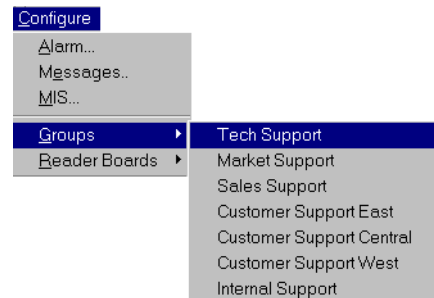 Configure
Alarm...
Messages..
MIS...
Groups
Reader Boards
Tech Support
Market Support
Sales Support
Customer Support East
Customer Support Central
Customer Support West
Internal Support